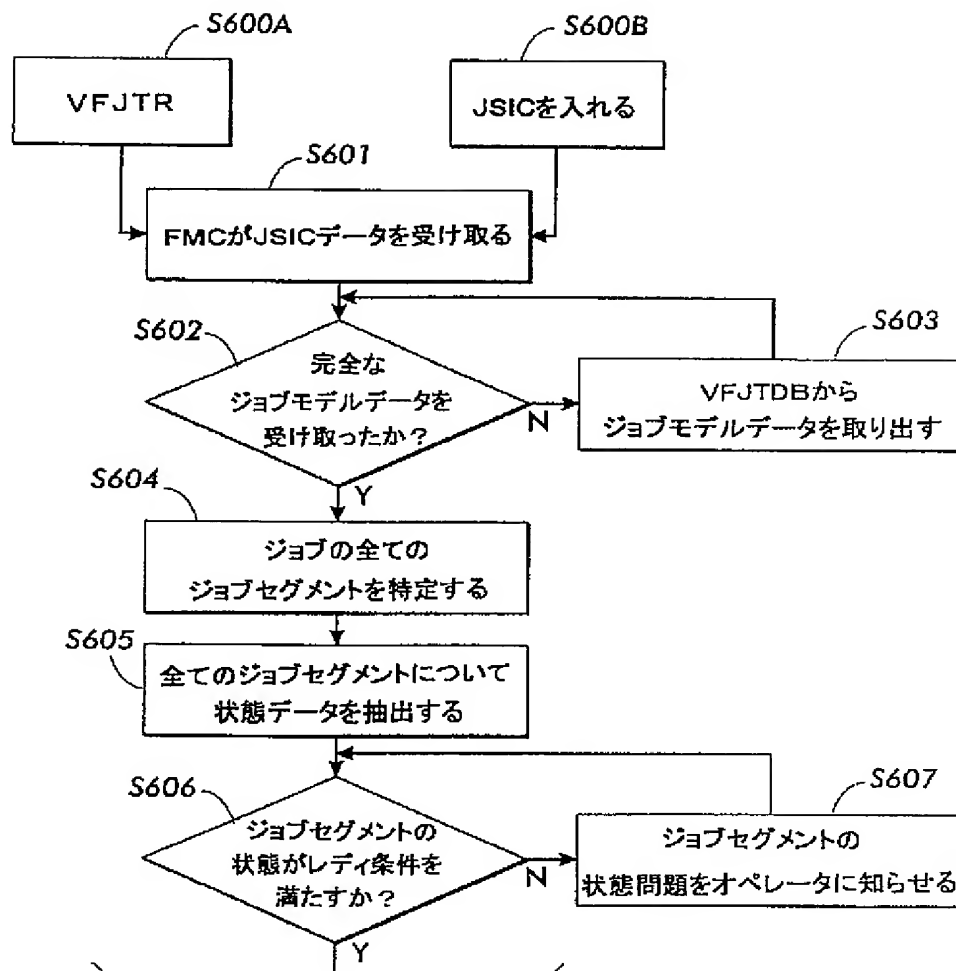 S600A
S600B
VFJTR
JSICを入れる
S601
FMCがJSICデータを受け取る
S602
完全な
ジョブモデルデータを
受け取ったか？
N
Y
S603
VFJTDBから
ジョブモデルデータを取り出す
S604
ジョブの全ての
ジョブセグメントを特定する
S605
全てのジョブセグメントについて
状態データを抽出する
S606
ジョブセグメントの
状態がレディ条件を
満たすか？
N
Y
S607
ジョブセグメントの
状態問題をオペレータに知らせる